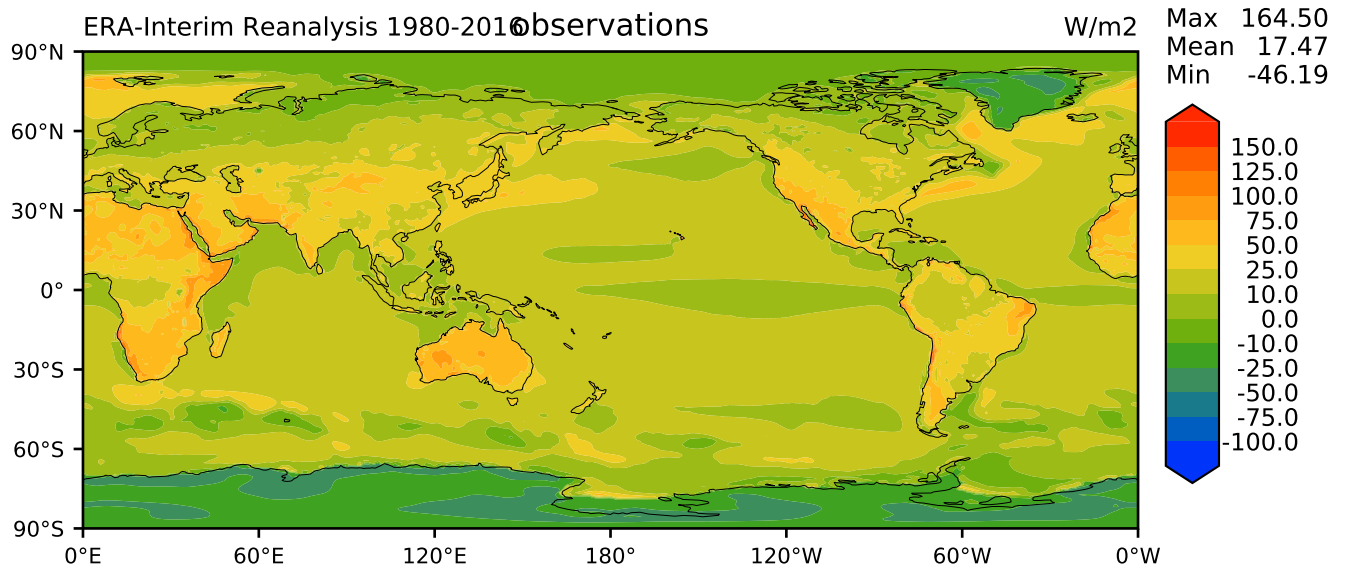 ERA-Interim Reanalysis 1980-2016 observations W/m2
Max 164.50
Mean 17.47
Min -46.19
90°N
60°N
30°N
0°
30°S
60°S
90°S
0°E 60°E 120°E 180° 120°W 60°W 0°W
150.0
125.0
100.0
75.0
50.0
25.0
10.0
0.0
-10.0
-25.0
-50.0
-75.0
-100.0